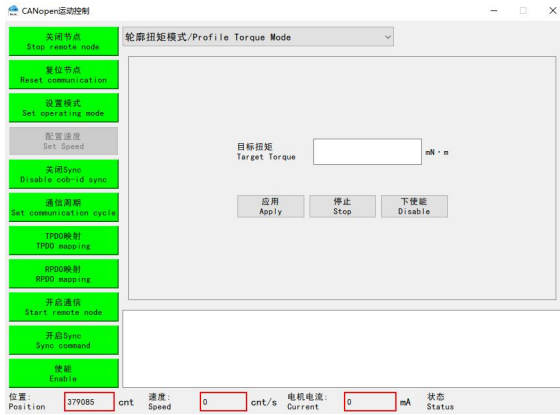 CANopen运动控制
关闭节点
Stop remote node
复位节点
Reset communication
设置模式
Set operating mode
配置速度
Set Speed
关闭Sync
Disable cob-id sync
通信周期
Set communication cycle
TPDO映射
TPDO mapping
RPDO映射
RPDO mapping
开启通信
Start remote node
开启Sync
Sync command
使能
Enable
轮廓扭矩模式/Profile Torque Mode
目标扭矩
Target Torque
mN·m
应用
Apply
停止
Stop
下使能
Disable
位置:
Position
379085
cnt
速度:
Speed
0
cnt/s
电机电流:
Current
0
mA
状态
Status